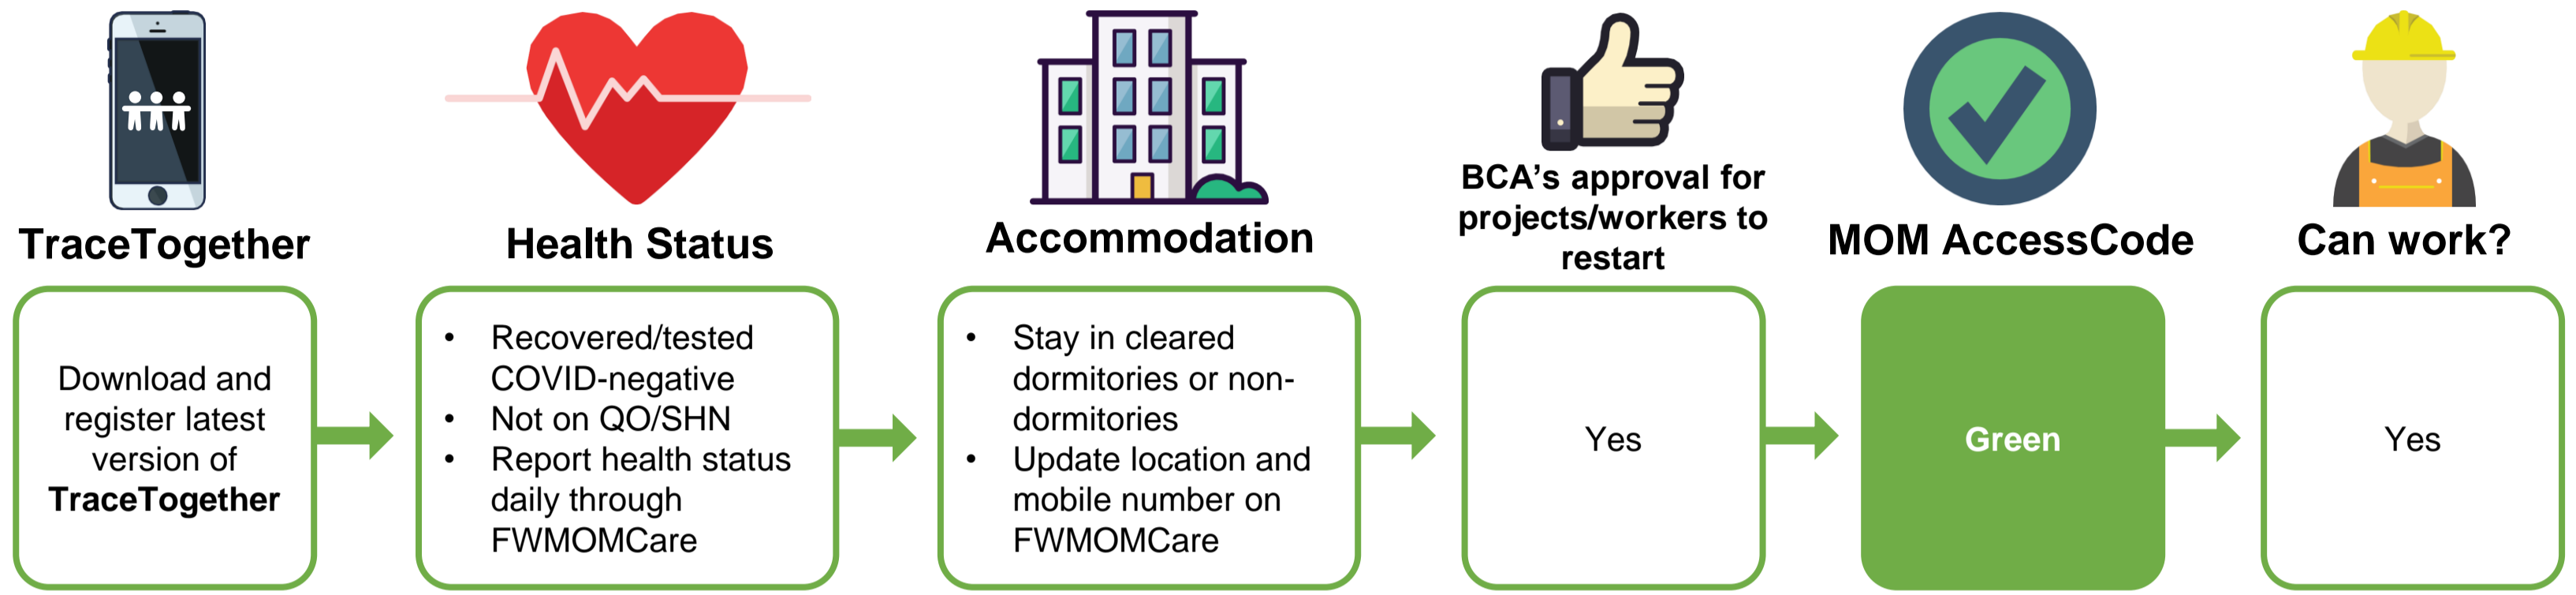 TraceTogether
Health Status
Accommodation
BCA's approval for
projects/workers to
restart
MOM AccessCode
Can work?
Download and
register latest
version of
TraceTogether
• Recovered/tested
COVID-negative
• Not on QO/SHN
• Report health status
daily through
FWMOMCare
• Stay in cleared
dormitories or non-
dormitories
• Update location and
mobile number on
FWMOMCare
Yes
Green
Yes